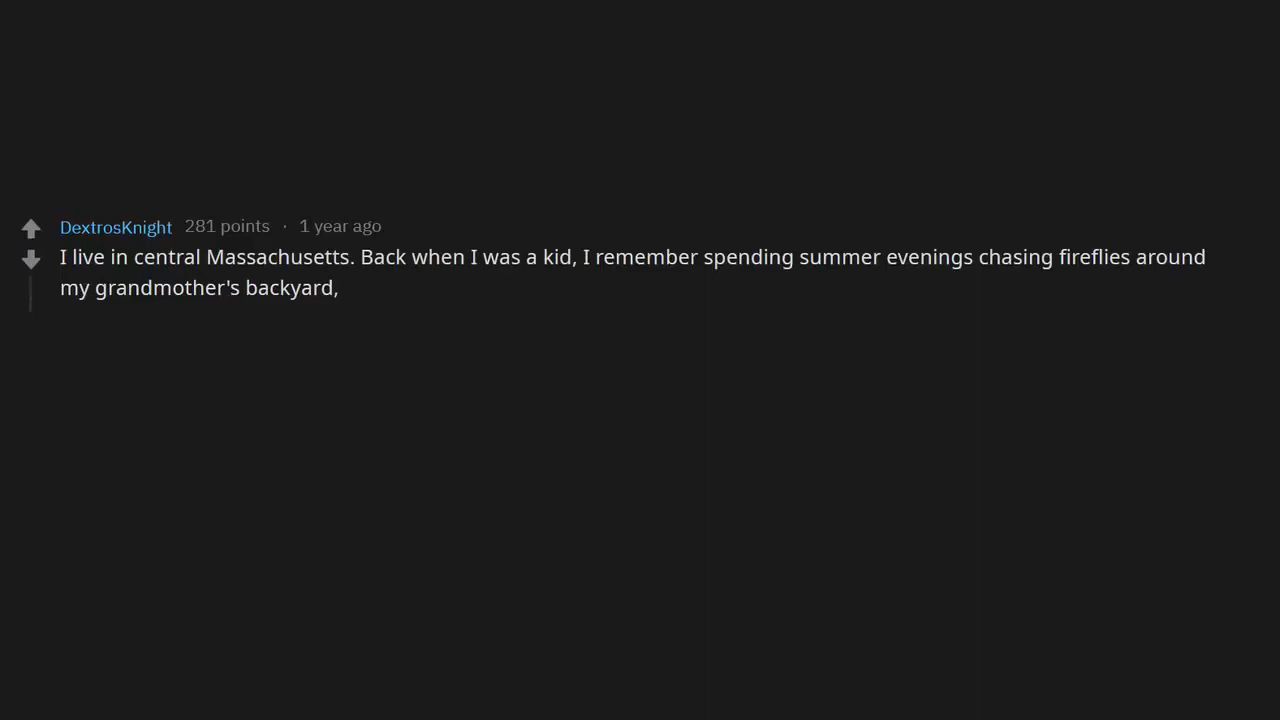 DextrosKnight 281 points · 1 year ago
I live in central Massachusetts. Back when I was a kid, I remember spending summer evenings chasing fireflies around
my grandmother's backyard,